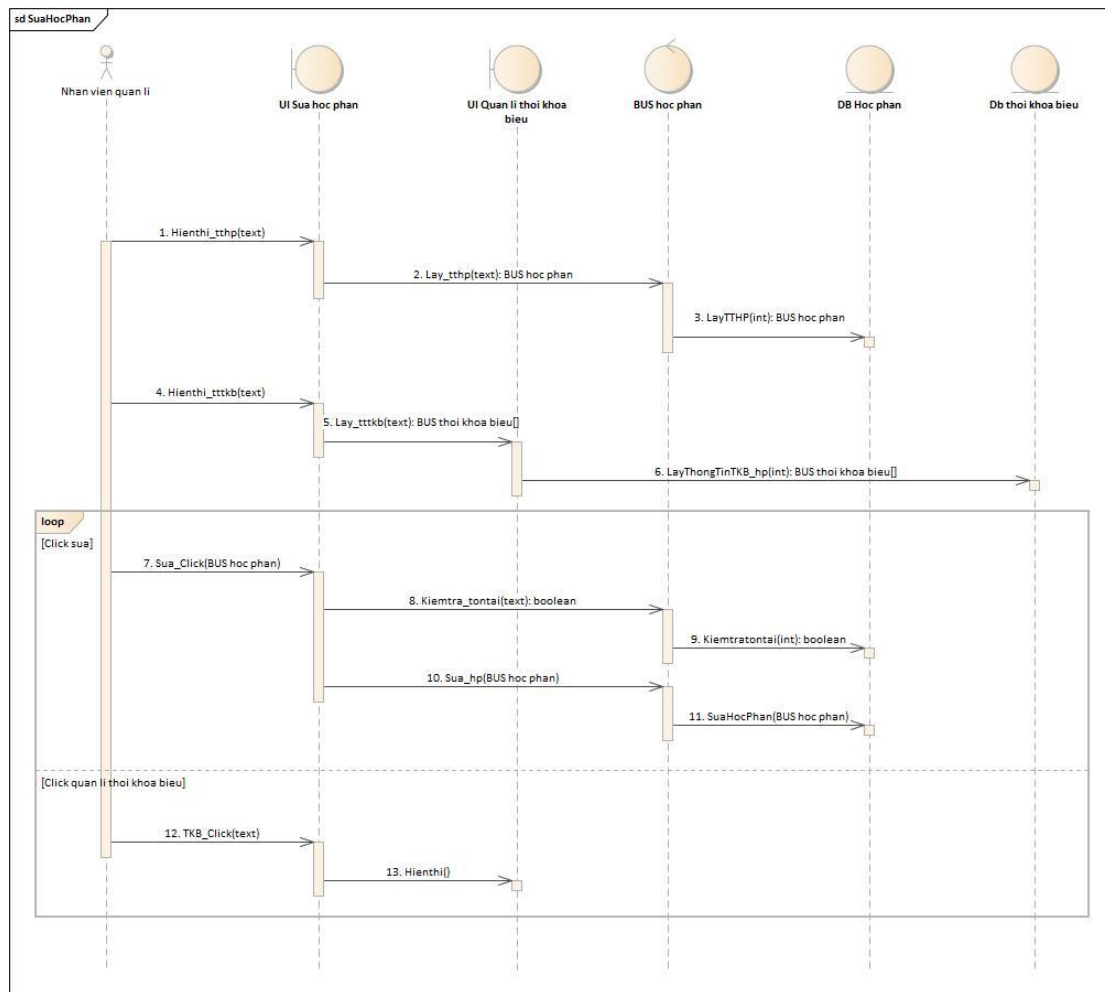 sd SuaHocPhan
Nhan vien quan li
UI Sua hoc phan
UI Quan li thoi khoa
bieu
BUS hoc phan
DB Hoc phan
Db thoi khoa bieu
1. Hienthi_tthp(text)
2. Lay_tthp(text): BUS hoc phan
3. LayTTHP(int): BUS hoc phan
4. Hienthi_tttkb(text)
5. Lay_tttkb(text): BUS thoi khoa bieu[]
6. LayThongTinTKB_hp(int): BUS thoi khoa bieu[]
loop
[Click sua]
7. Sua_Click(BUS hoc phan)
8. Kiemtra_tontai(text): boolean
9. Kiemtratontai(int): boolean
10. Sua_hp(BUS hoc phan)
11. SuaHocPhan(BUS hoc phan)
[Click quan li thoi khoa bieu]
12. TKB_Click(text)
13. Hienthi()